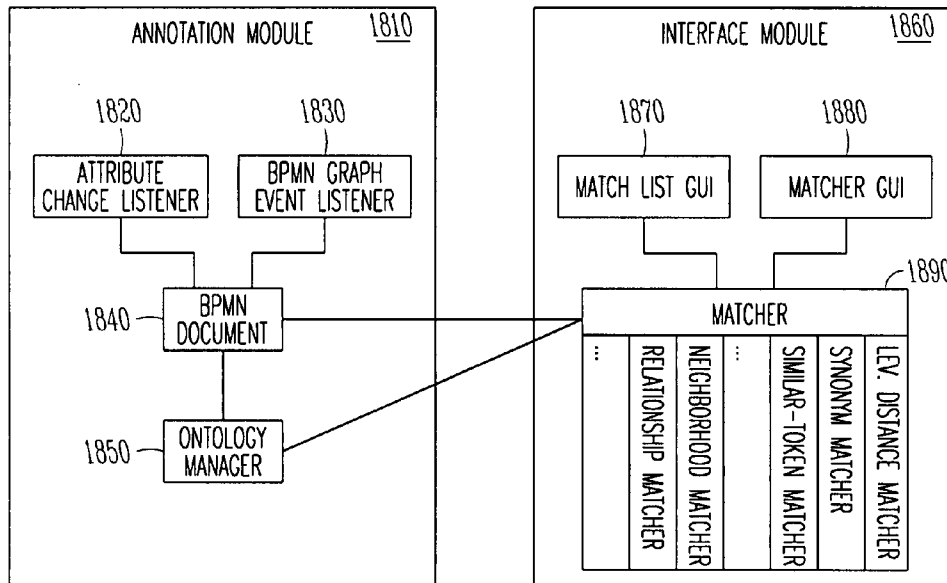 ANNOTATION MODULE
1810
1820
1830
ATTRIBUTE
CHANGE LISTENER
BPMN GRAPH
EVENT LISTENER
1840
BPMN
DOCUMENT
1850
ONTOLOGY
MANAGER
INTERFACE MODULE
1860
1870
1880
MATCH LIST GUI
MATCHER GUI
1890
MATCHER
...
RELATIONSHIP MATCHER
NEIGHBORHOOD MATCHER
...
SIMILAR-TOKEN MATCHER
SYNONYM MATCHER
LEV. DISTANCE MATCHER